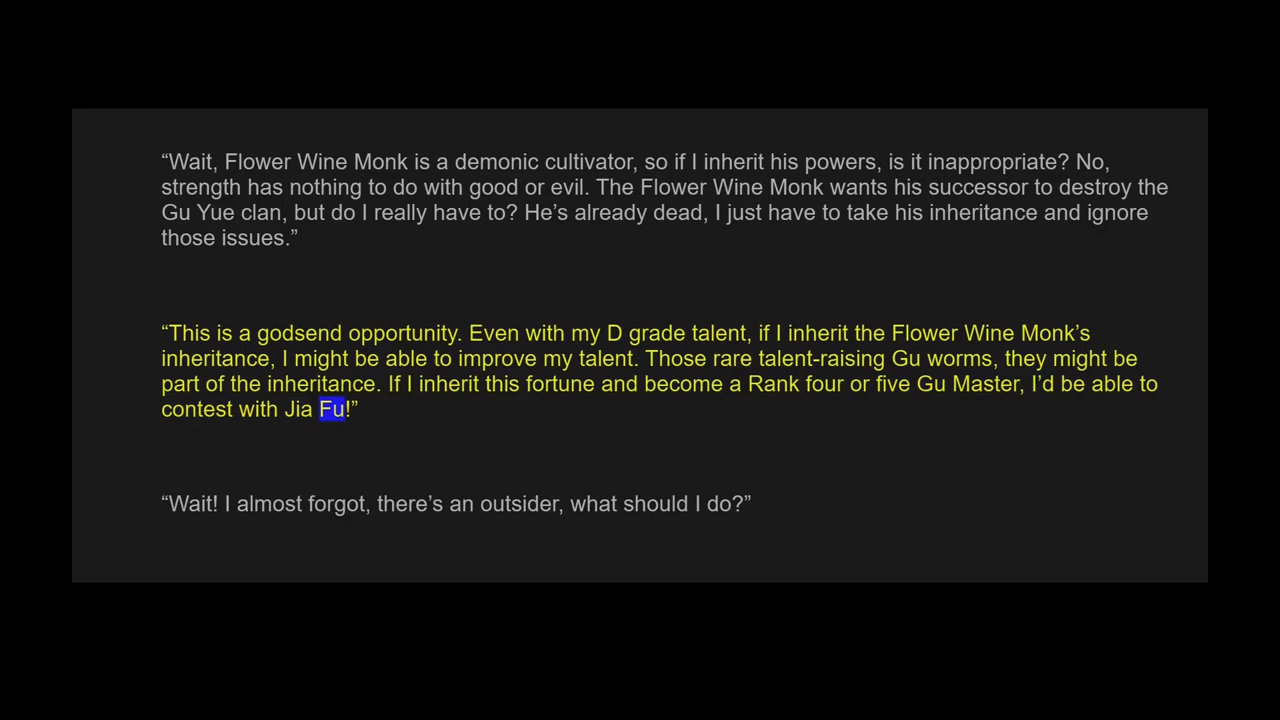 “Wait, Flower Wine Monk is a demonic cultivator, so if I inherit his powers, is it inappropriate? No,
strength has nothing to do with good or evil. The Flower Wine Monk wants his successor to destroy the
Gu Yue clan, but do I really have to? He’s already dead, I just have to take his inheritance and ignore
those issues.”
“This is a godsend opportunity. Even with my D grade talent, if I inherit the Flower Wine Monk’s
inheritance, I might be able to improve my talent. Those rare talent-raising Gu worms, they might be
part of the inheritance. If I inherit this fortune and become a Rank four or five Gu Master, I’d be able to
contest with Jia Fu!”
“Wait! I almost forgot, there’s an outsider, what should I do?”